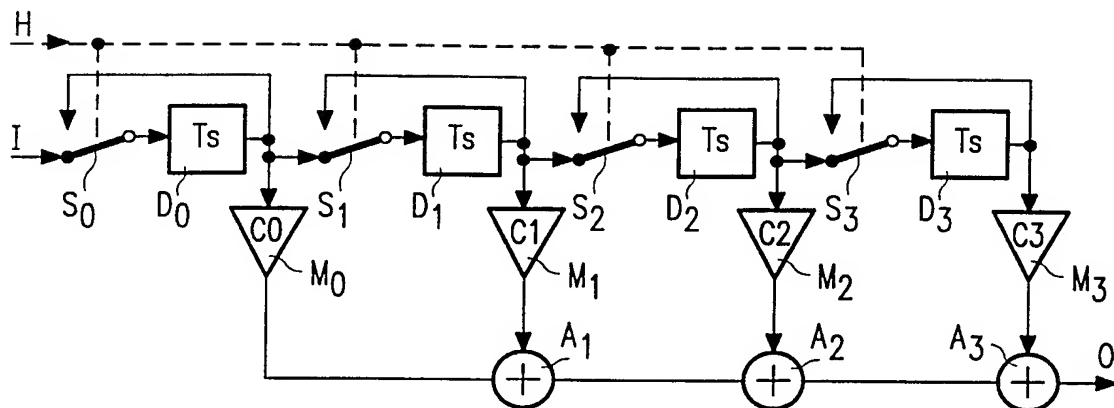 H
I
Ts
Ts
Ts
Ts
S0
D0
S1
D1
S2
D2
S3
D3
C0
C1
C2
C3
M0
M1
M2
M3
A1
A2
A3
O